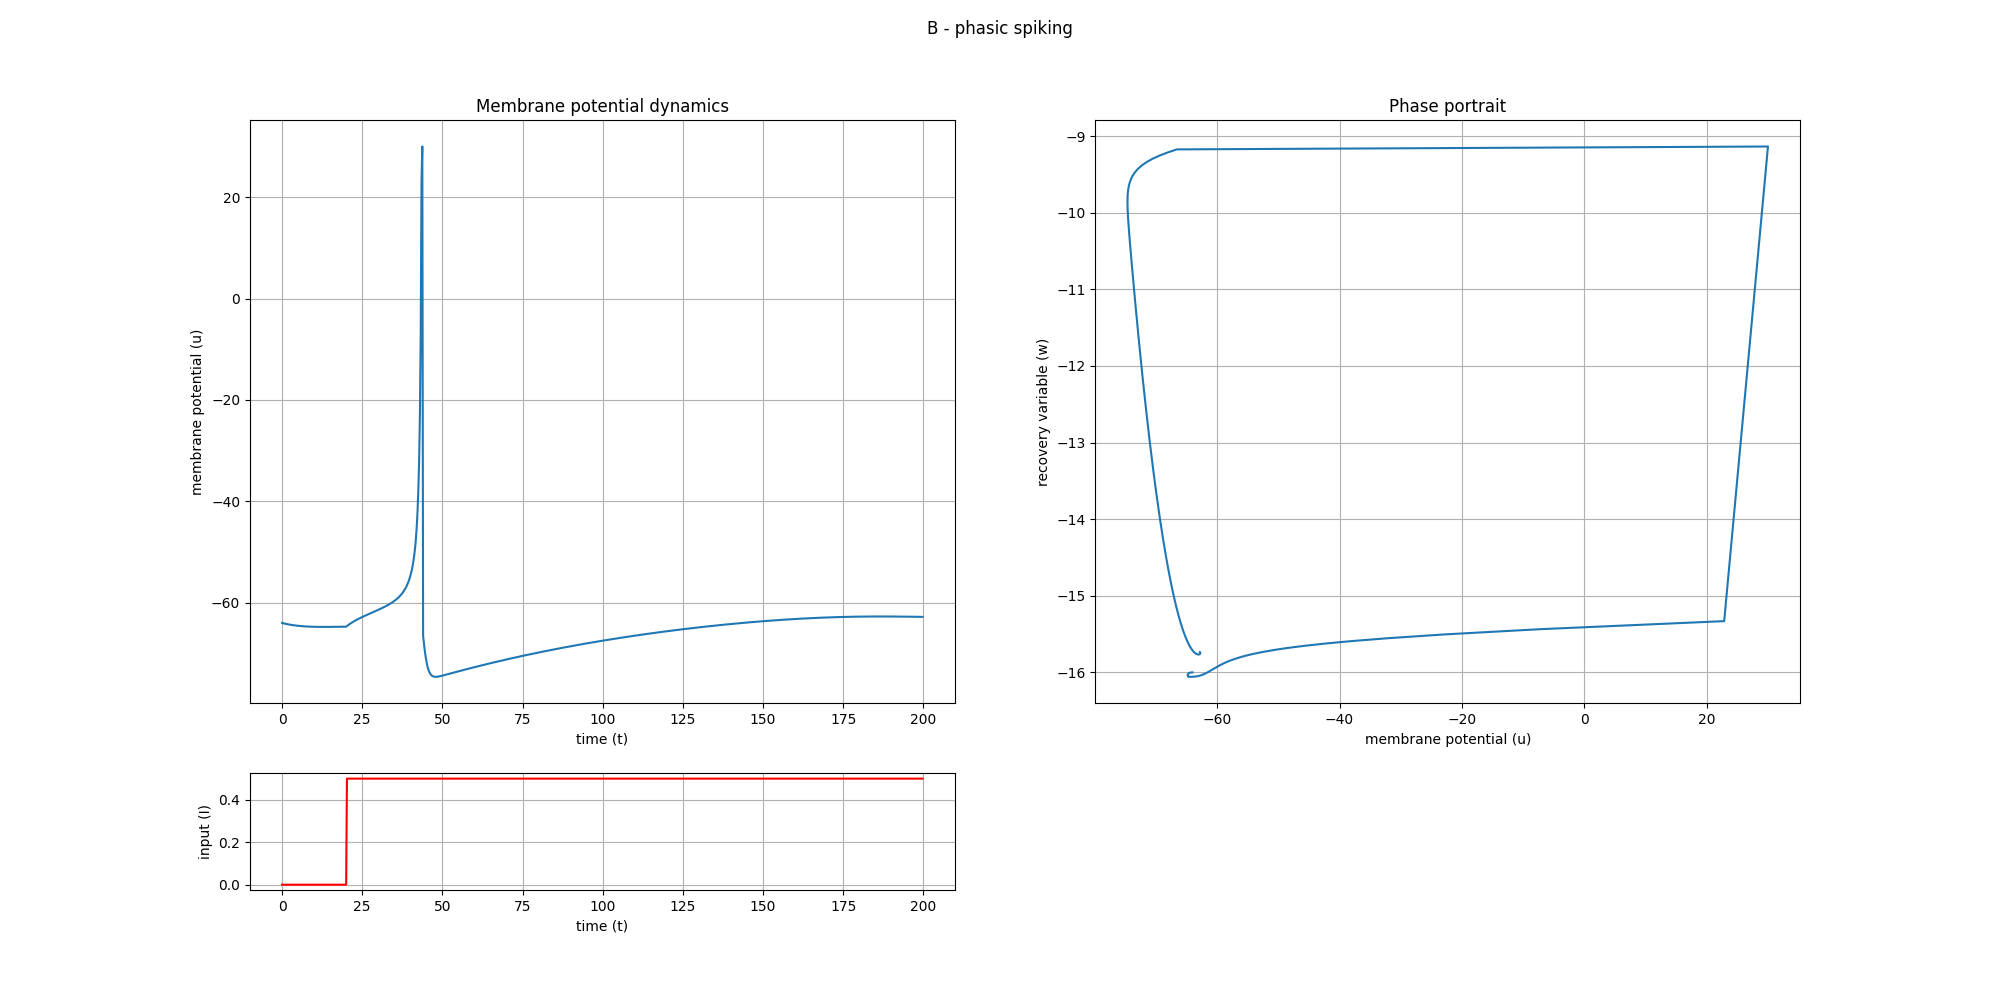 B - phasic spiking
Membrane potential dynamics
membrane potential (u)
20
0
−20
−40
−60
0 25 50 75 100 125 150 175 200
time (t)
Phase portrait
recovery variable (w)
−9
−10
−11
−12
−13
−14
−15
−16
−60 −40 −20 0 20
membrane potential (u)
input (I)
0.4
0.2
0.0
0 25 50 75 100 125 150 175 200
time (t)